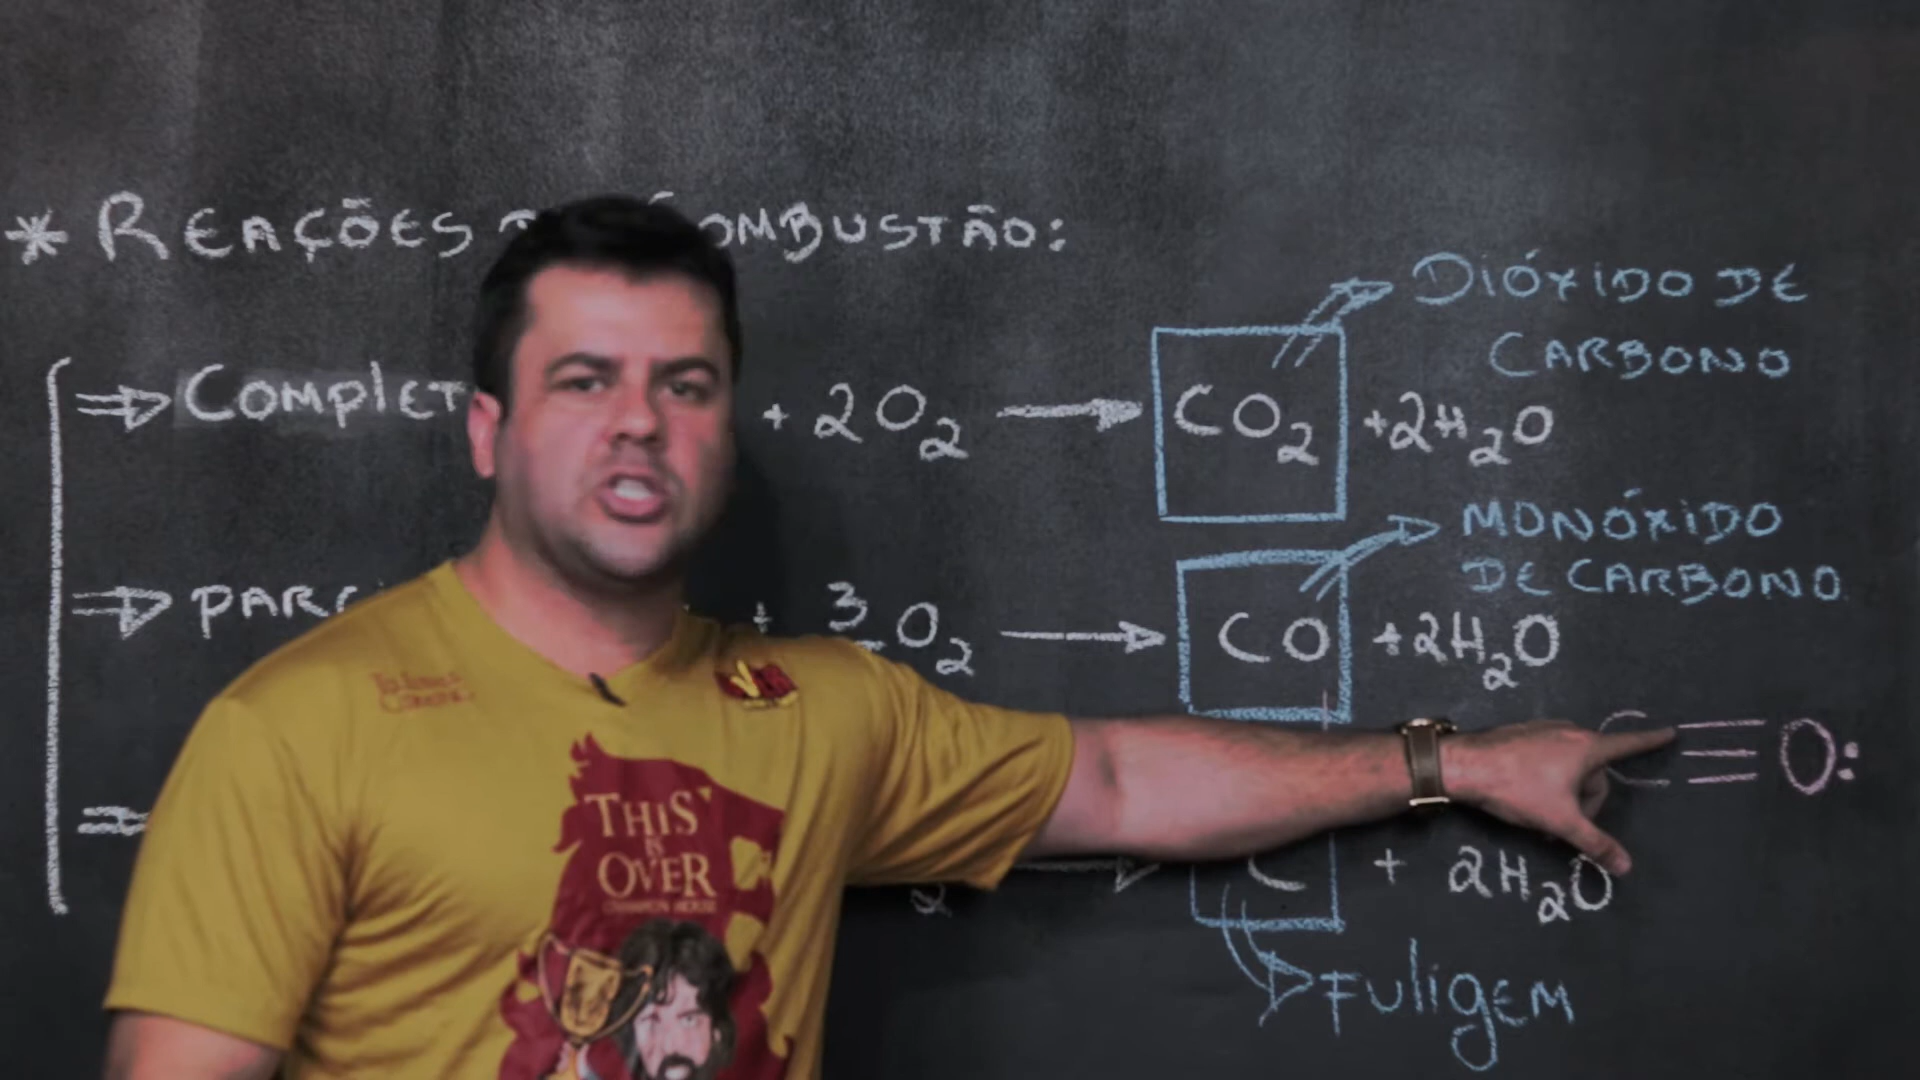 * REAÇÕES OMBUSTÃO:
DIÓXIDO DE
CARBONO
⇒ COMPLET + 2O₂ → CO₂ + 2H₂O
MONÓXIDO
DE CARBONO
⇒ PARC + 3 O₂ → CO + 2H₂O
C≡O:
⇒ 2 → C + 2H₂O
FULIGEM
THIS
IS
OVER